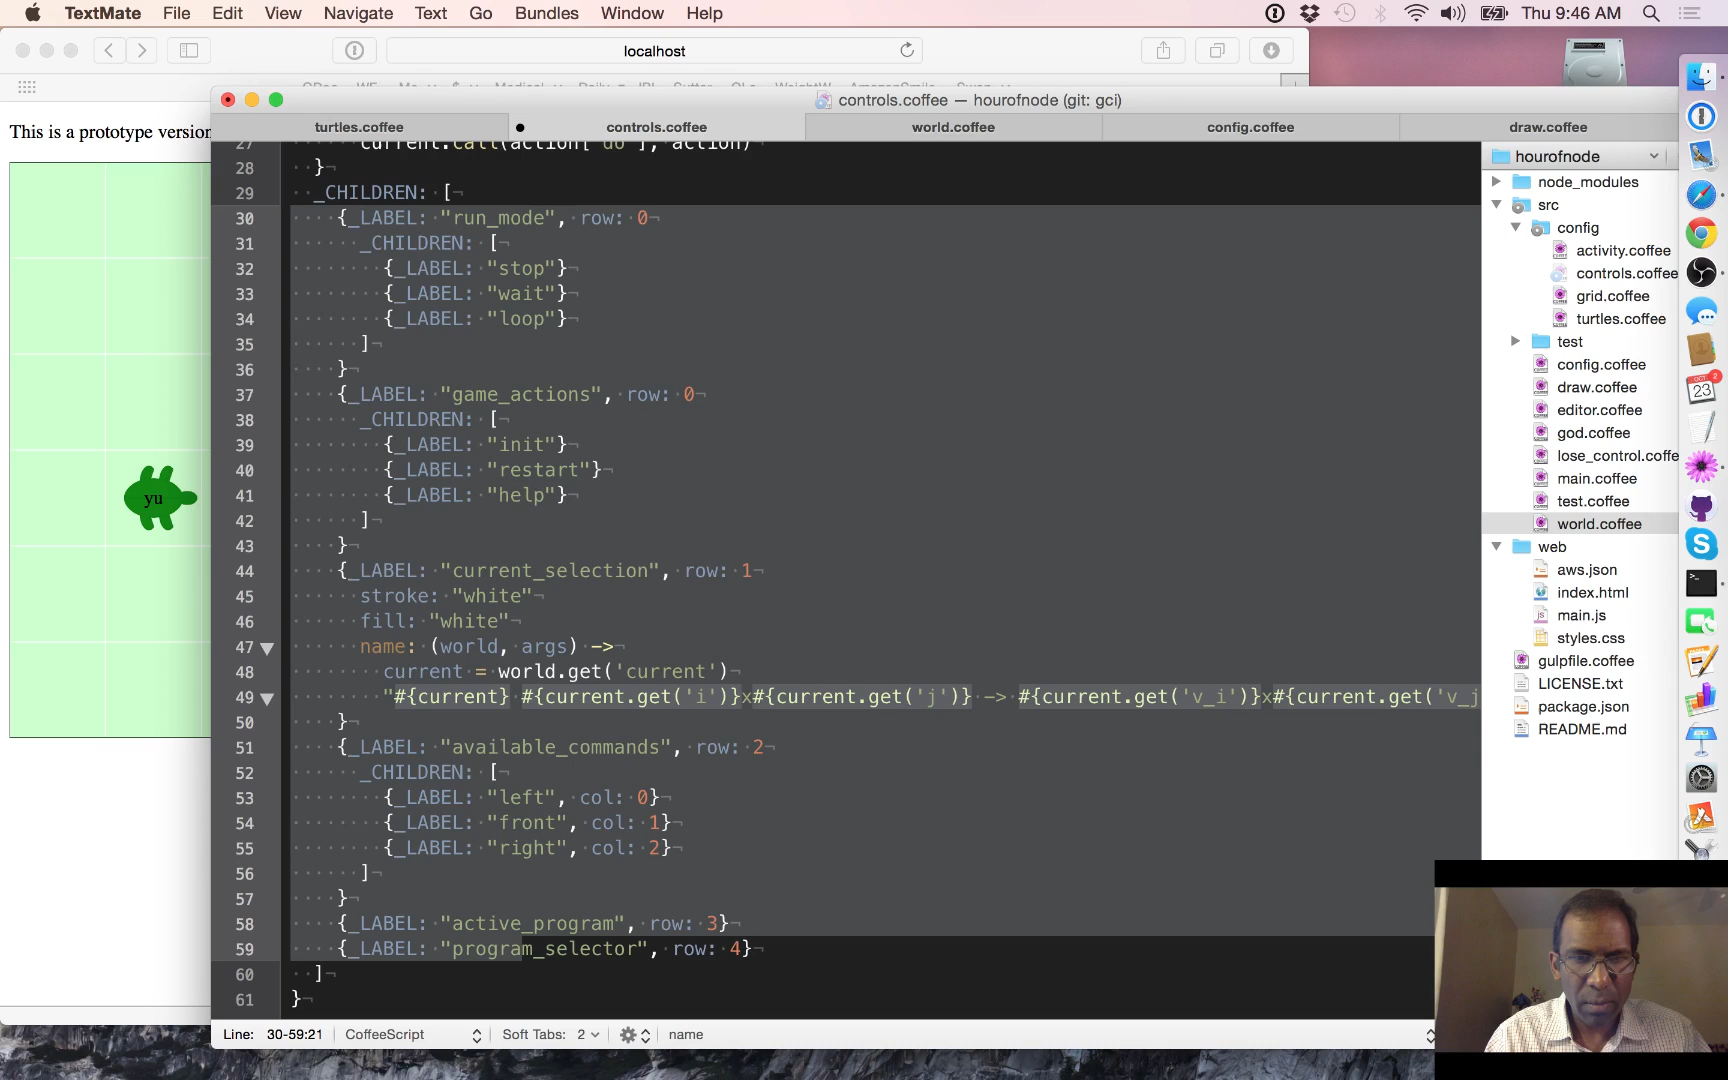 TextMate File Edit View Navigate Text Go Bundles Window Help Thu 9:46 AM
localhost
This is a prototype version
yu
controls.coffee — hourofnode (git: gci)
turtles.coffee controls.coffee world.coffee config.coffee draw.coffee
27 current.call(action["do"], action)
28 }
29 _CHILDREN: [
30 {_LABEL: "run_mode", row: 0
31 _CHILDREN: [
32 {_LABEL: "stop"}
33 {_LABEL: "wait"}
34 {_LABEL: "loop"}
35 ]
36 }
37 {_LABEL: "game_actions", row: 0
38 _CHILDREN: [
39 {_LABEL: "init"}
40 {_LABEL: "restart"}
41 {_LABEL: "help"}
42 ]
43 }
44 {_LABEL: "current_selection", row: 1
45 stroke: "white"
46 fill: "white"
47 name: (world, args) ->
48 current = world.get('current')
49 "#{current} #{current.get('i')}x#{current.get('j')} -> #{current.get('v_i')}x#{current.get('v_j
50 }
51 {_LABEL: "available_commands", row: 2
52 _CHILDREN: [
53 {_LABEL: "left", col: 0}
54 {_LABEL: "front", col: 1}
55 {_LABEL: "right", col: 2}
56 ]
57 }
58 {_LABEL: "active_program", row: 3}
59 {_LABEL: "program_selector", row: 4}
60 ]
61 }
Line: 30-59:21 CoffeeScript Soft Tabs: 2 name
hourofnode
node_modules
src
config
activity.coffee
controls.coffee
grid.coffee
turtles.coffee
test
config.coffee
draw.coffee
editor.coffee
god.coffee
lose_control.coffe
main.coffee
test.coffee
world.coffee
web
aws.json
index.html
main.js
styles.css
gulpfile.coffee
LICENSE.txt
package.json
README.md
OCT
23
2